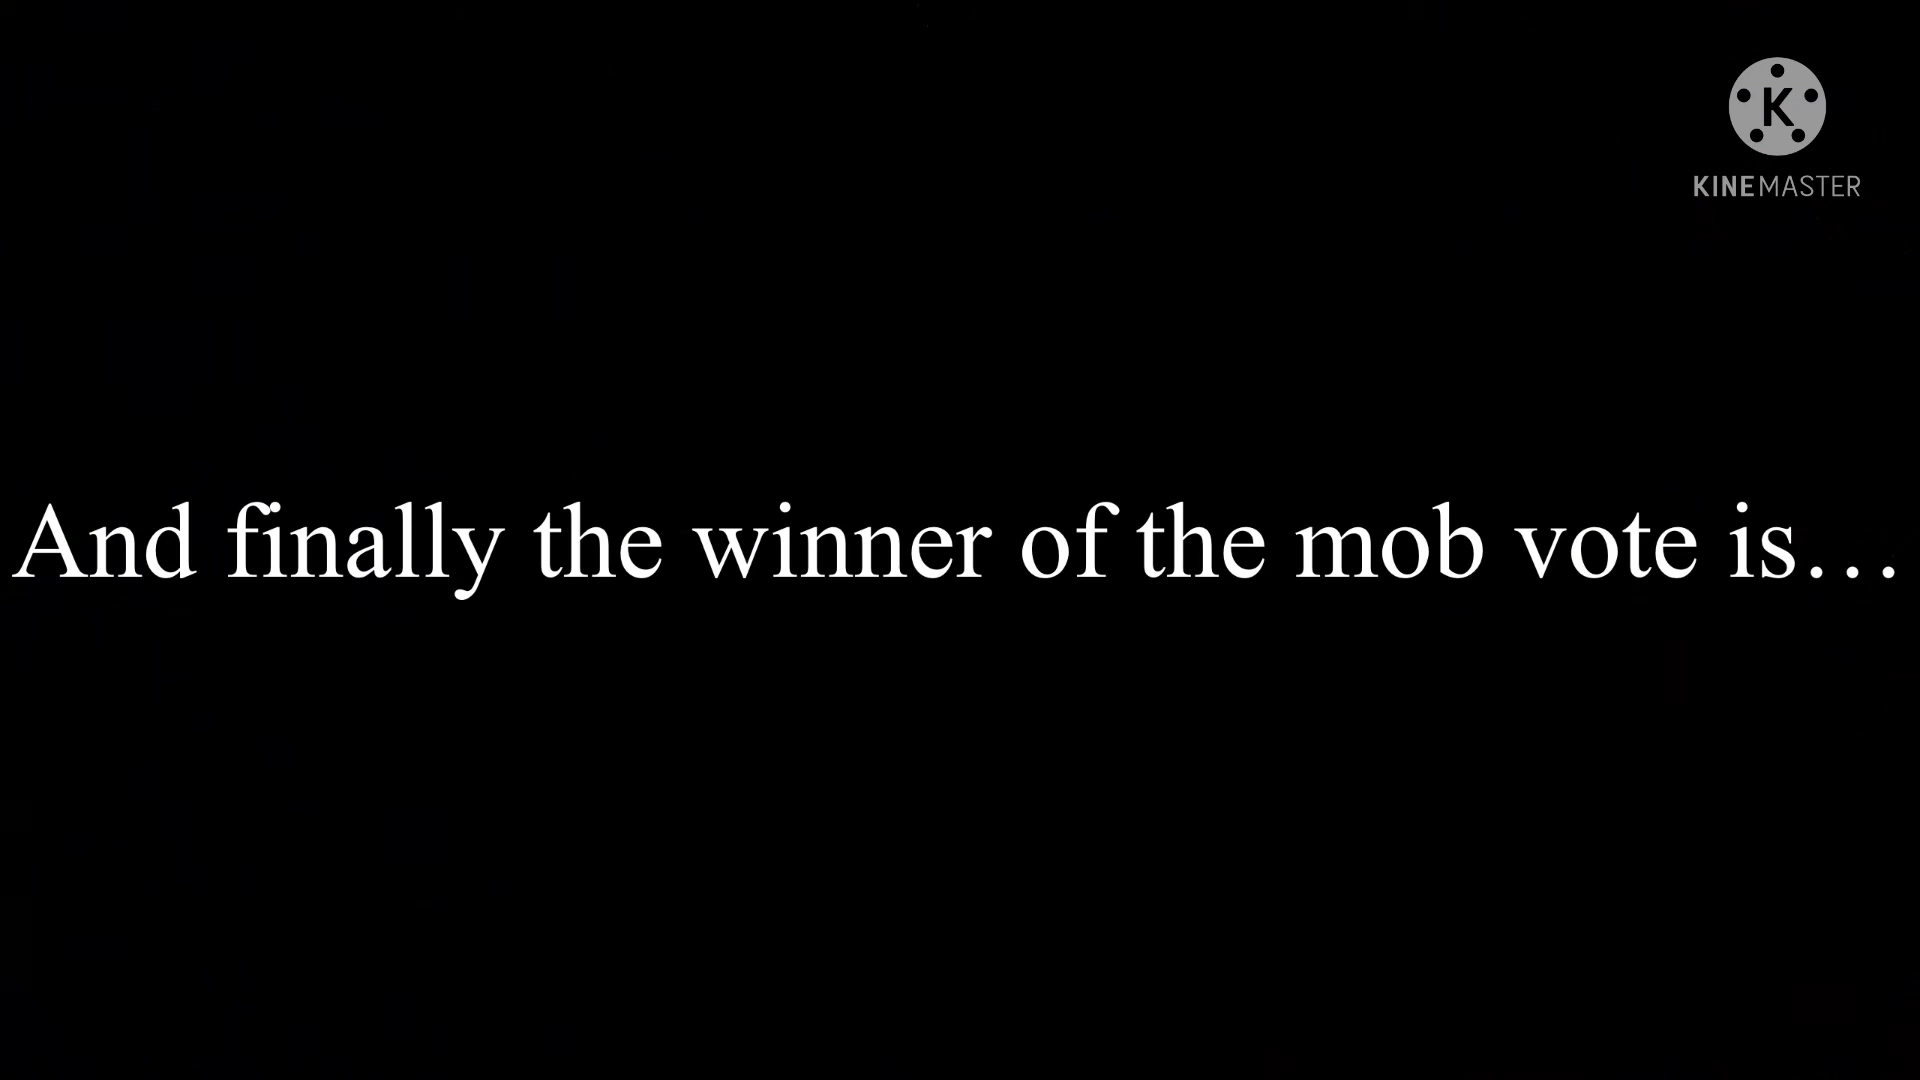 K
KINEMASTER
And finally the winner of the mob vote is...